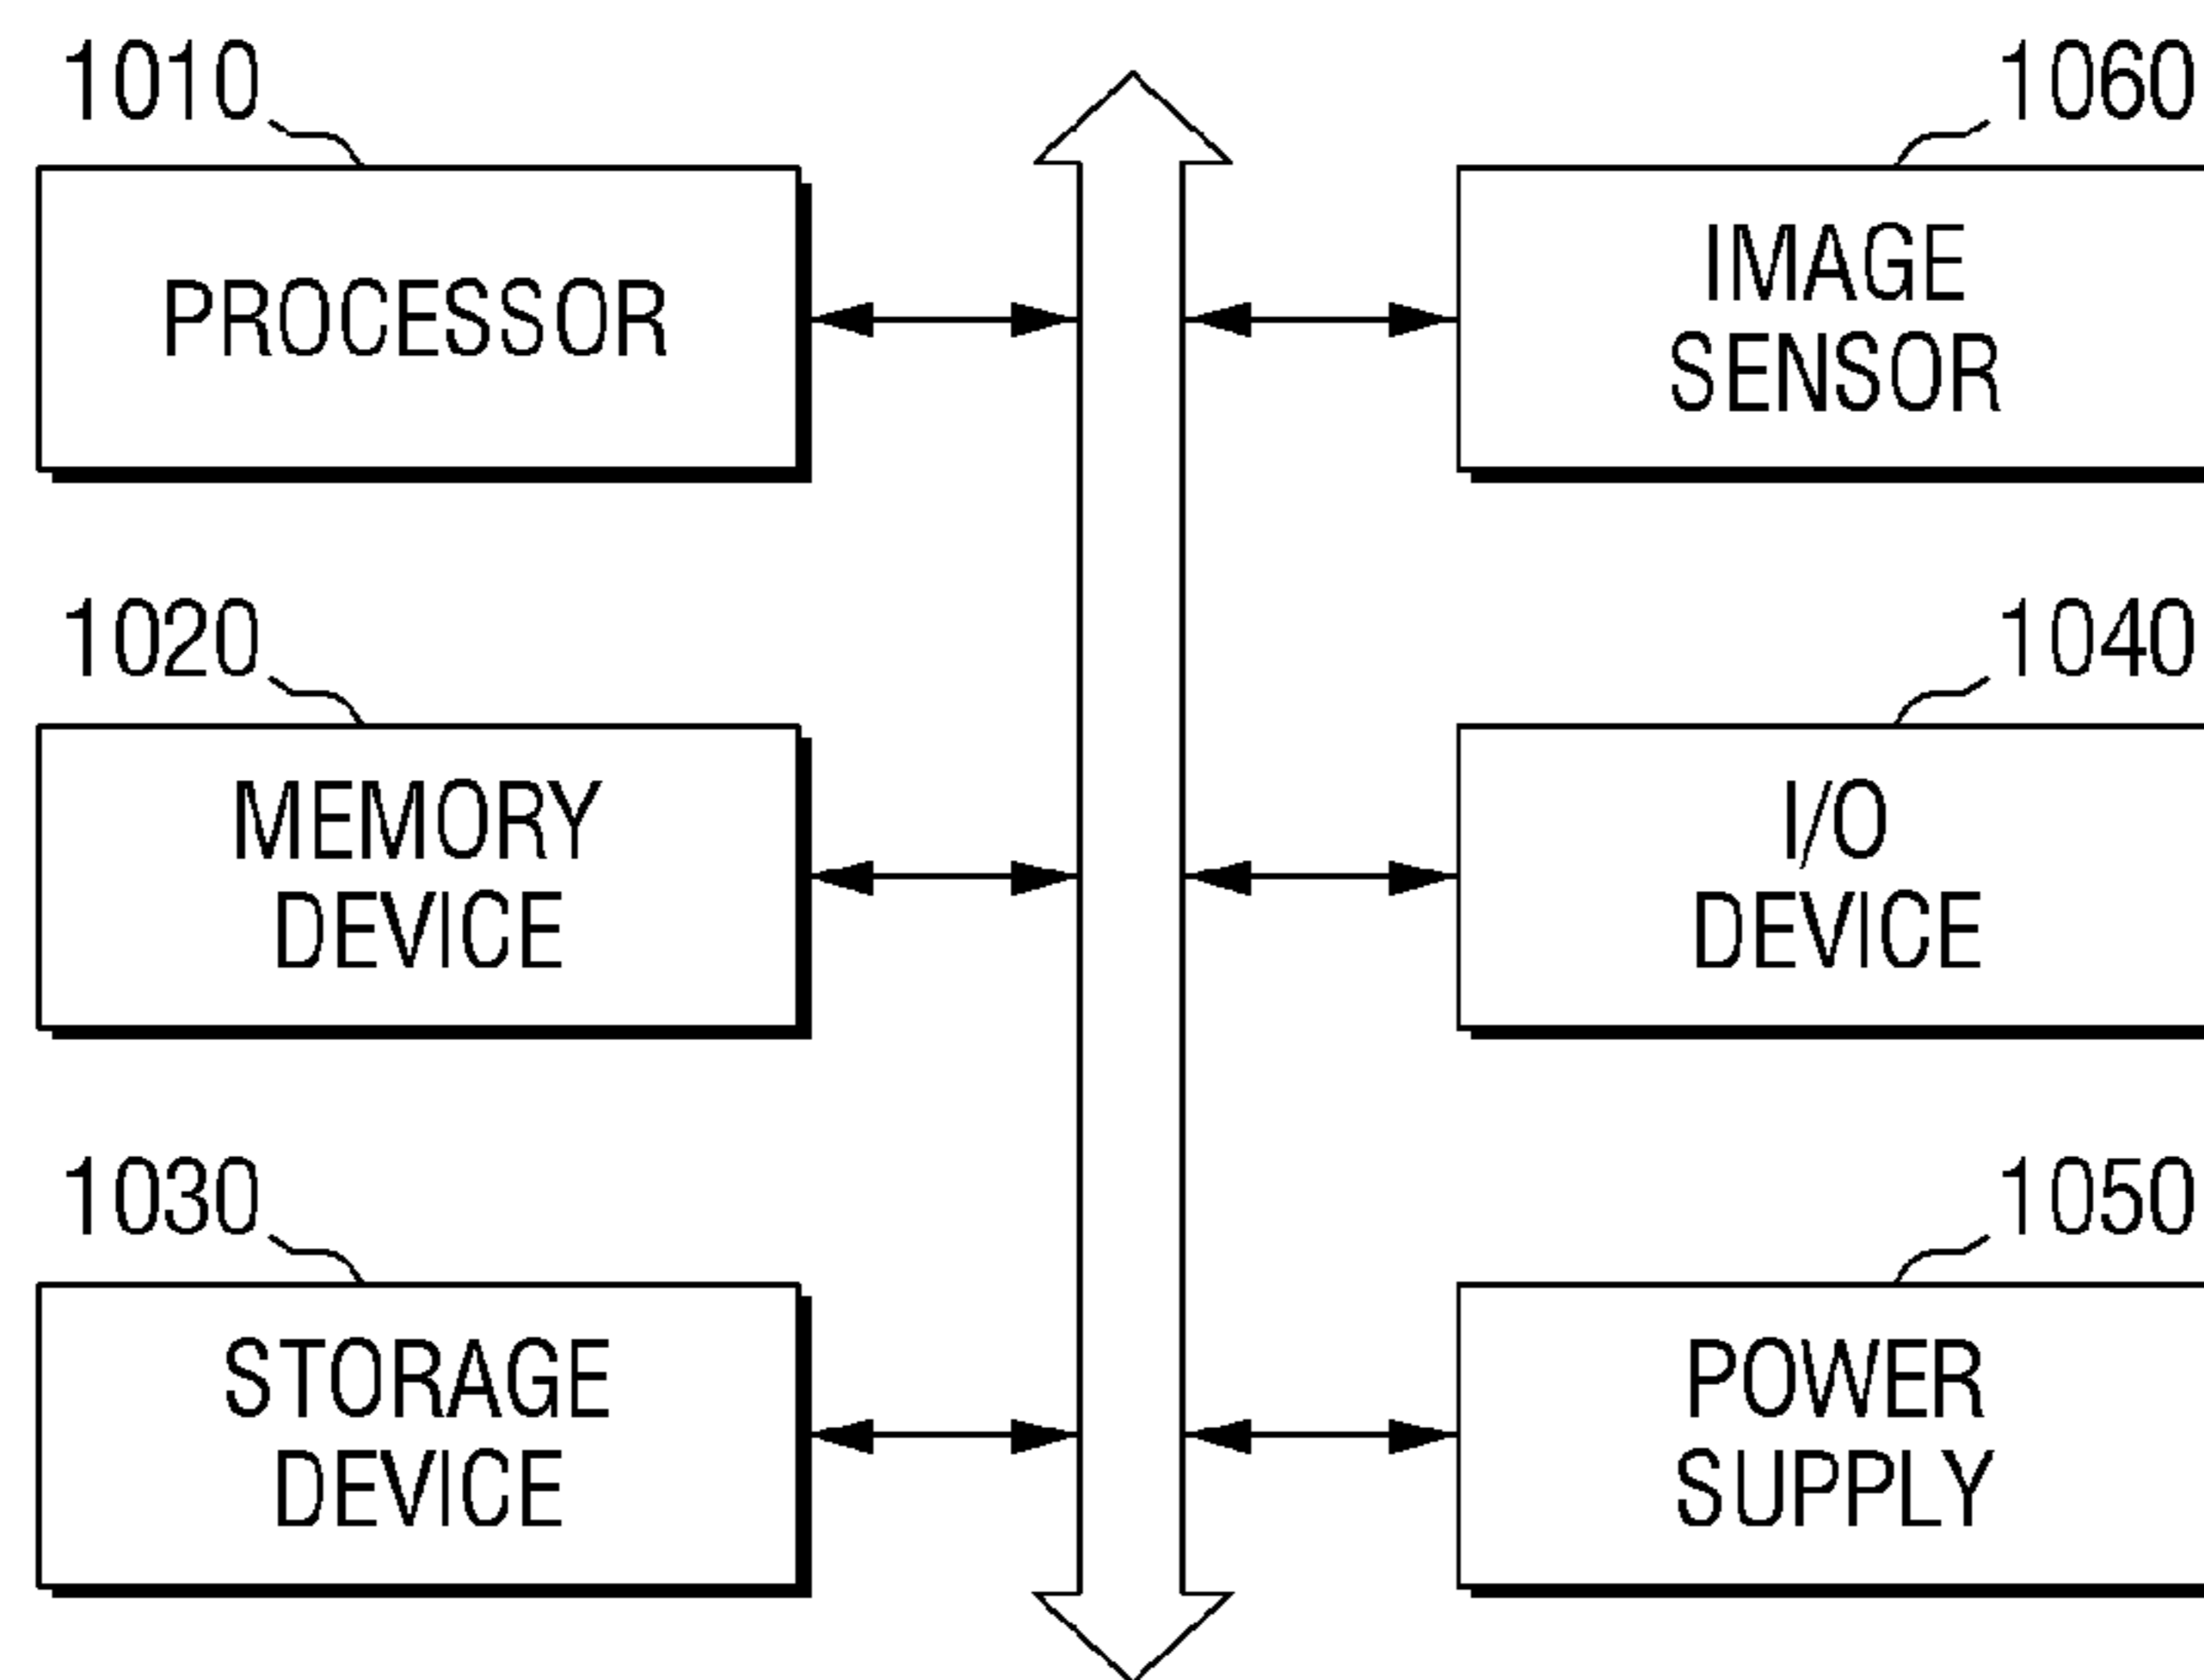 1010
PROCESSOR
1060
IMAGE
SENSOR
1020
MEMORY
DEVICE
1040
I/O
DEVICE
1030
STORAGE
DEVICE
1050
POWER
SUPPLY